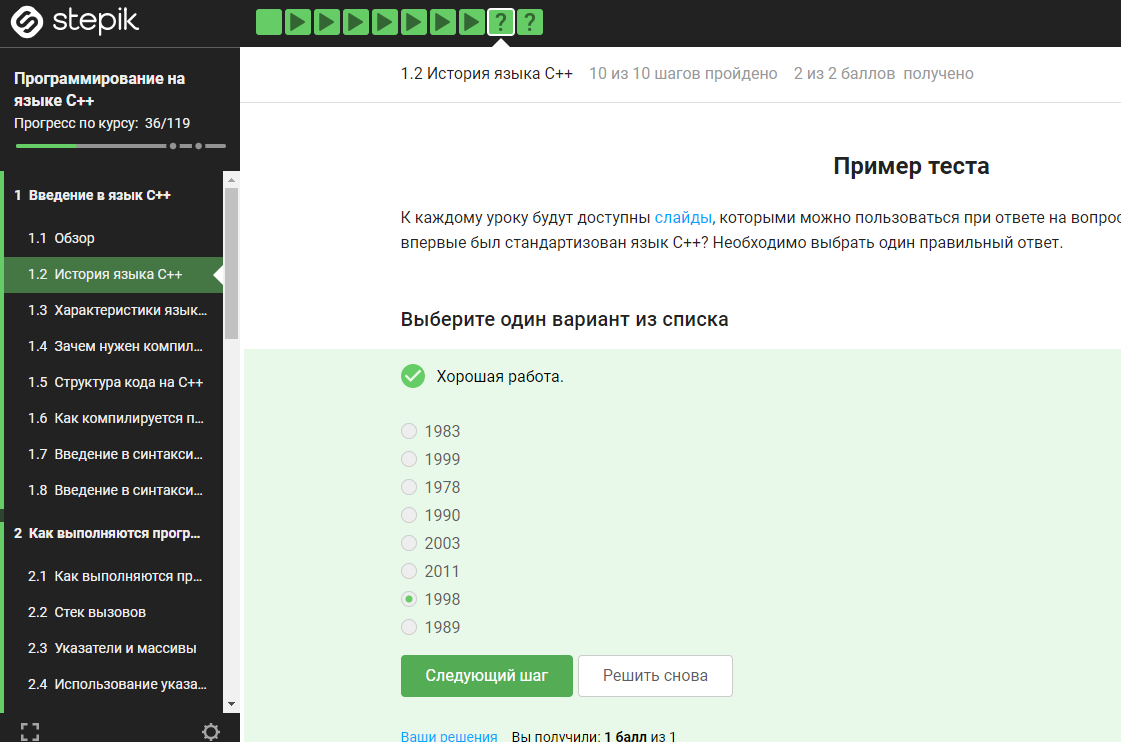 stepik
? ?
Программирование на
языке C++
Прогресс по курсу: 36/119
1 Введение в язык C++
1.1 Обзор
1.2 История языка C++
1.3 Характеристики язык...
1.4 Зачем нужен компил...
1.5 Структура кода на C++
1.6 Как компилируется п...
1.7 Введение в синтакси...
1.8 Введение в синтакси...
2 Как выполняются прогр...
2.1 Как выполняются пр...
2.2 Стек вызовов
2.3 Указатели и массивы
2.4 Использование указа...
1.2 История языка C++ 10 из 10 шагов пройдено 2 из 2 баллов получено
Пример теста
К каждому уроку будут доступны слайды, которыми можно пользоваться при ответе на вопрос
впервые был стандартизован язык C++? Необходимо выбрать один правильный ответ.
Выберите один вариант из списка
Хорошая работа.
1983
1999
1978
1990
2003
2011
1998
1989
Следующий шаг Решить снова
Ваши решения Вы получили: 1 балл из 1